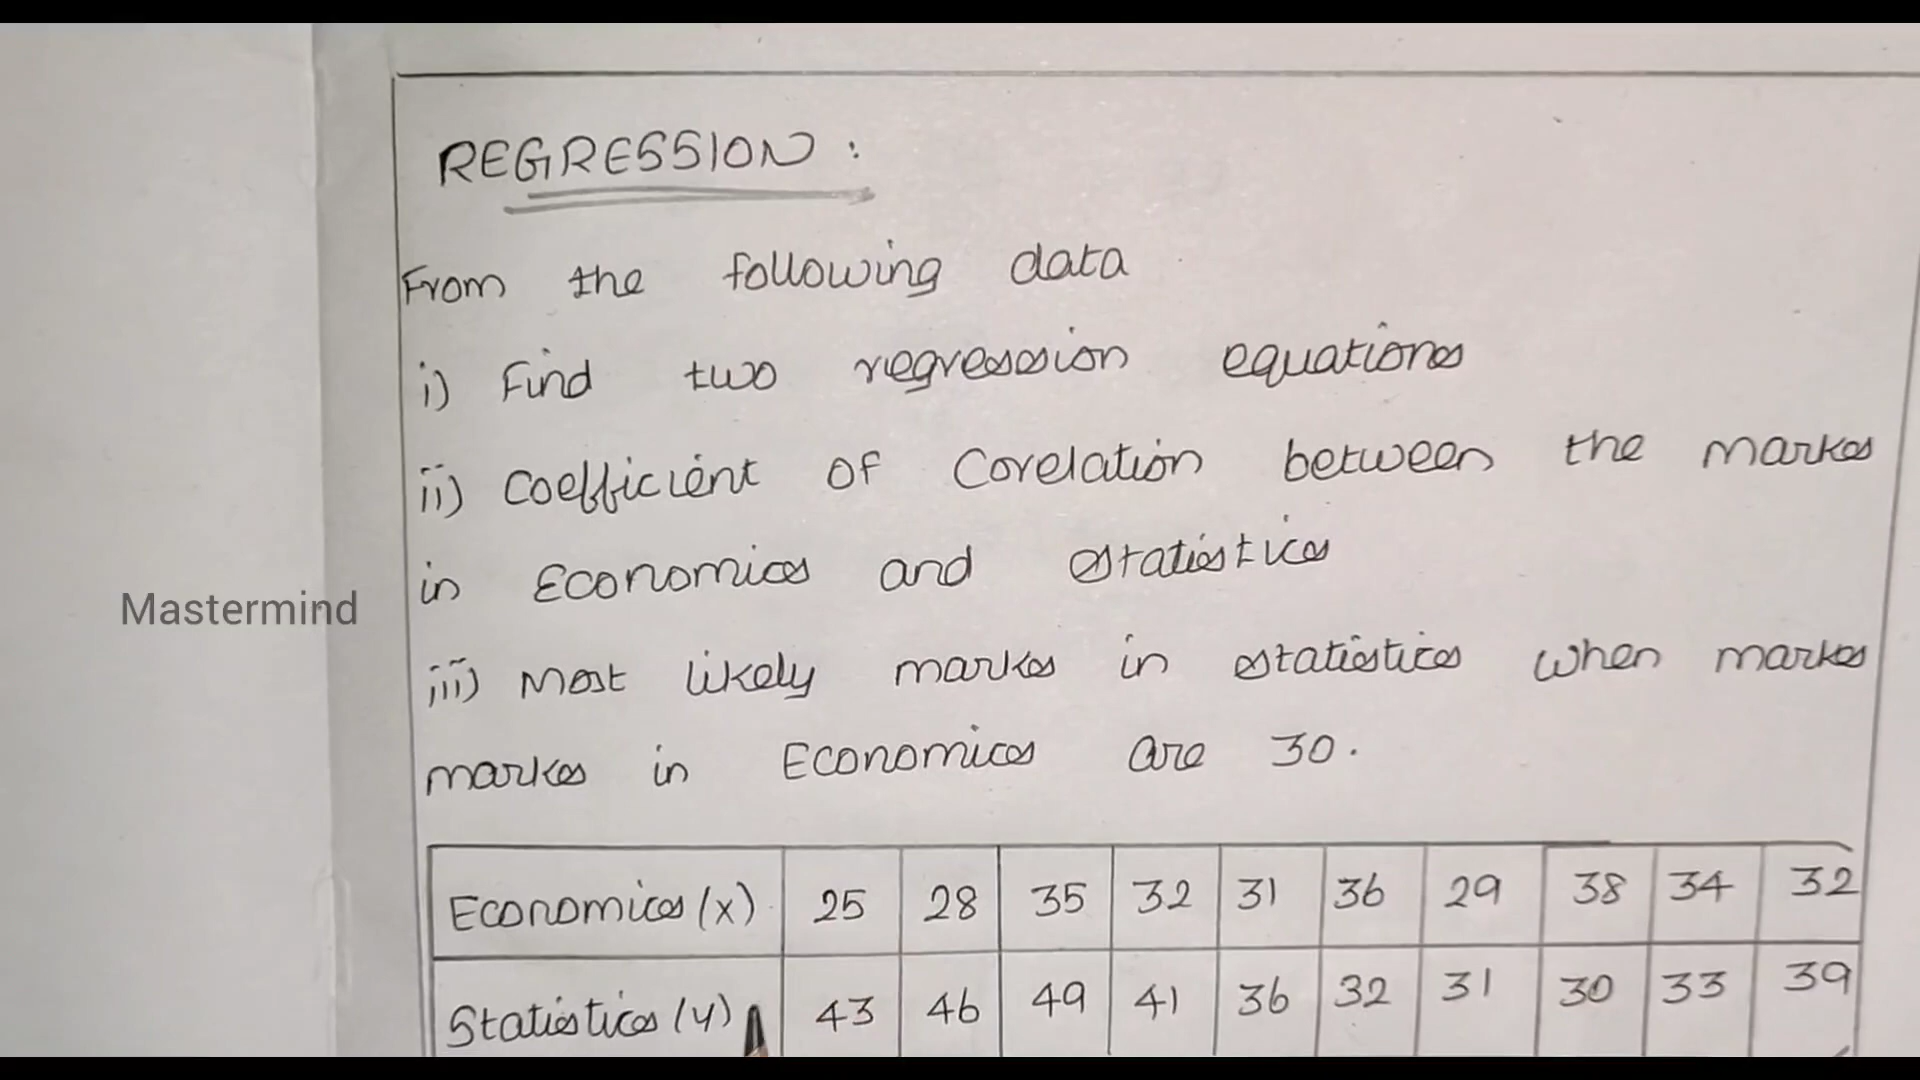 REGRESSION :
From the following data
i) Find two regression equations
ii) Coefficient of Corelation between the marks
in Economics and statistics
Mastermind
iii) Most likely marks in statistics when marks
marks in Economics are 30.
Economics (x) 25 28 35 32 31 36 29 38 34 32
Statistics (y) 43 46 49 41 36 32 31 30 33 39